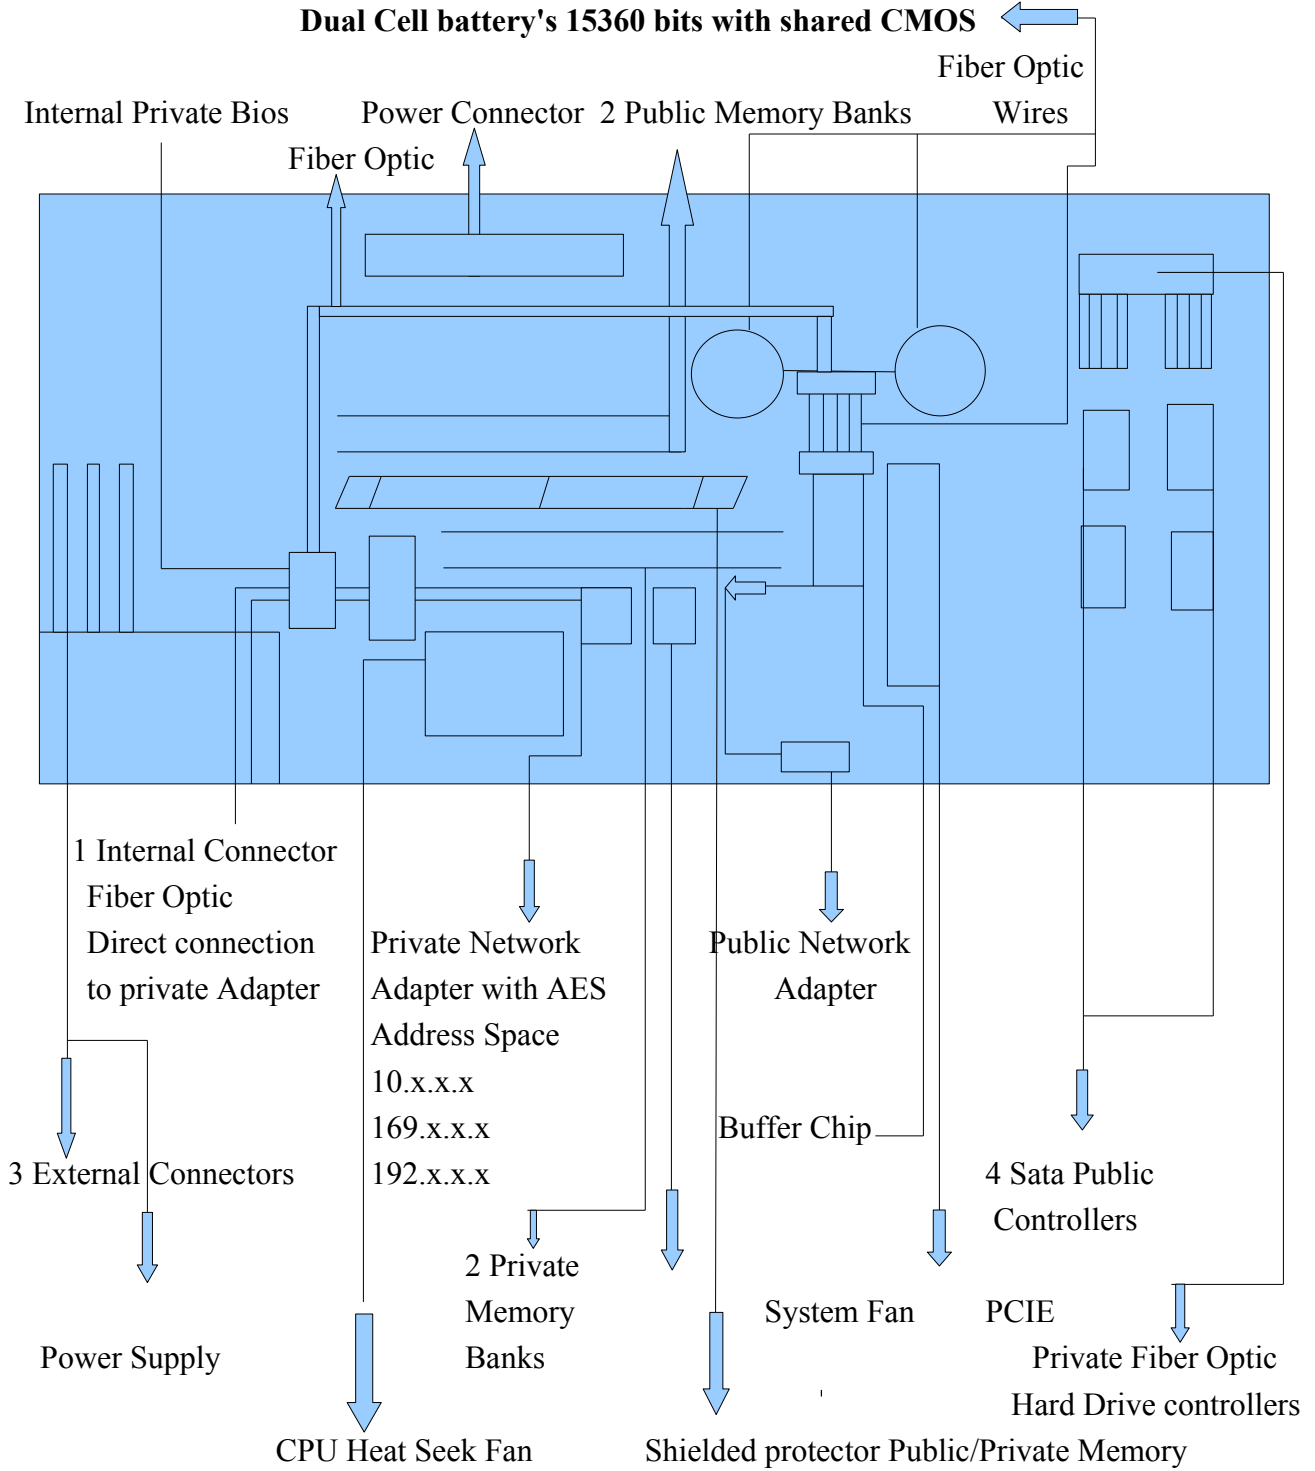 Dual Cell battery's 15360 bits with shared CMOS
Fiber Optic
Wires
Internal Private Bios
Power Connector
2 Public Memory Banks
Fiber Optic
1 Internal Connector
Fiber Optic
Direct connection
to private Adapter
Private Network
Adapter with AES
Address Space
10.x.x.x
169.x.x.x
192.x.x.x
Public Network
Adapter
Buffer Chip
3 External Connectors
4 Sata Public
Controllers
2 Private
Memory
Banks
System Fan
PCIE
Power Supply
Private Fiber Optic
Hard Drive controllers
CPU Heat Seek Fan
Shielded protector Public/Private Memory